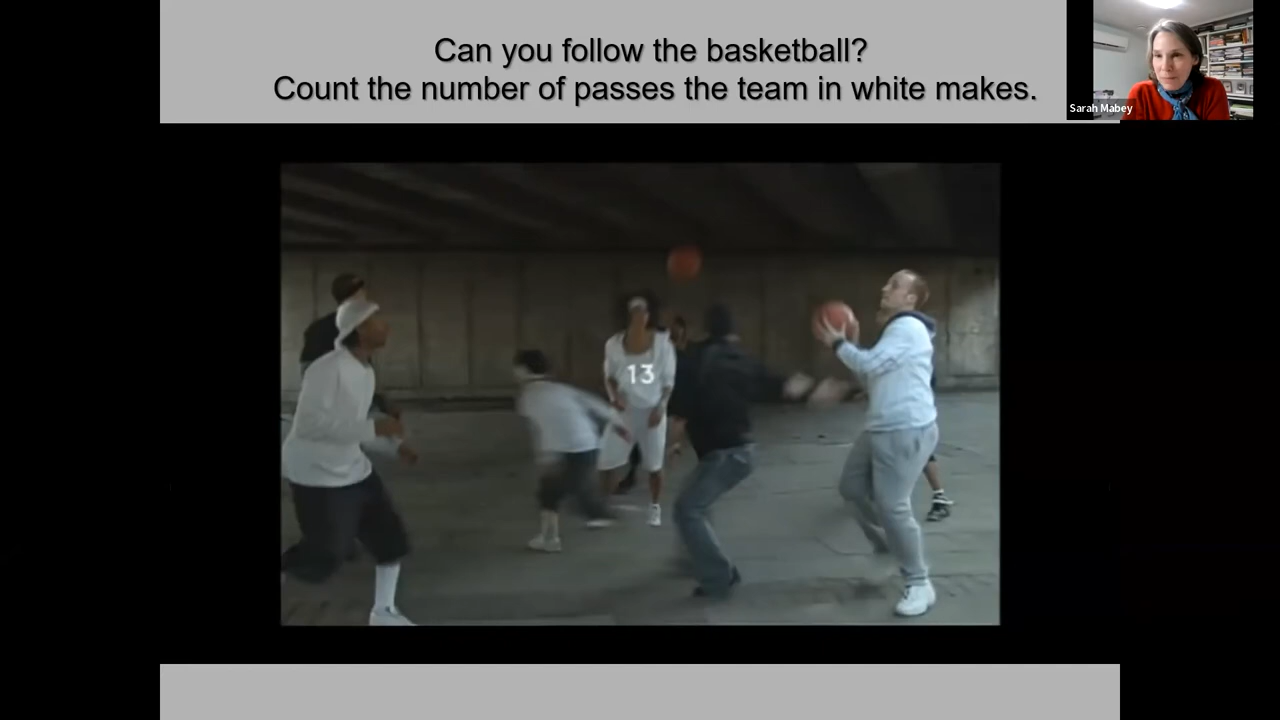 Can you follow the basketball?
Count the number of passes the team in white makes.
Sarah Mabey
13